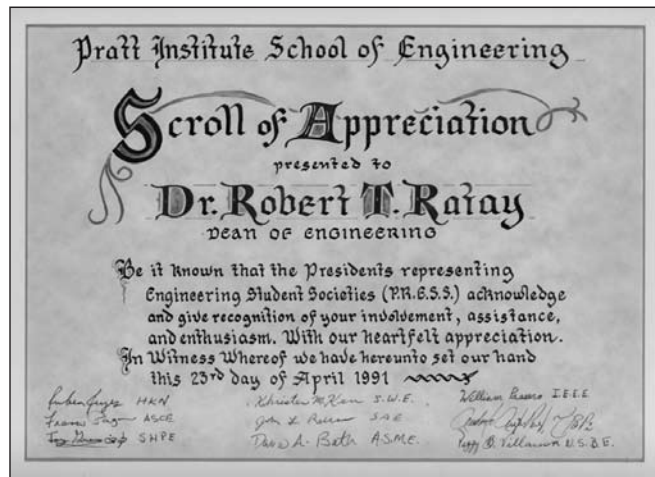 Pratt Institute School of Engineering
Scroll of Appreciation
presented to
Dr. Robert T. Ratay
DEAN OF ENGINEERING
Be it known that the Presidents representing
Engineering Student Societies (P.R.E.S.S.) acknowledge
and give recognition of your involvement, assistance,
and enthusiasm. With our heartfelt appreciation.
In Witness Whereof we have hereunto set our hand
this 23rd day of April 1991
HKN S.W.E. William I.E.E.E.
ASCE John L. SAE
SHPE A. A.S.M.E. Peggy N.S.B.E.